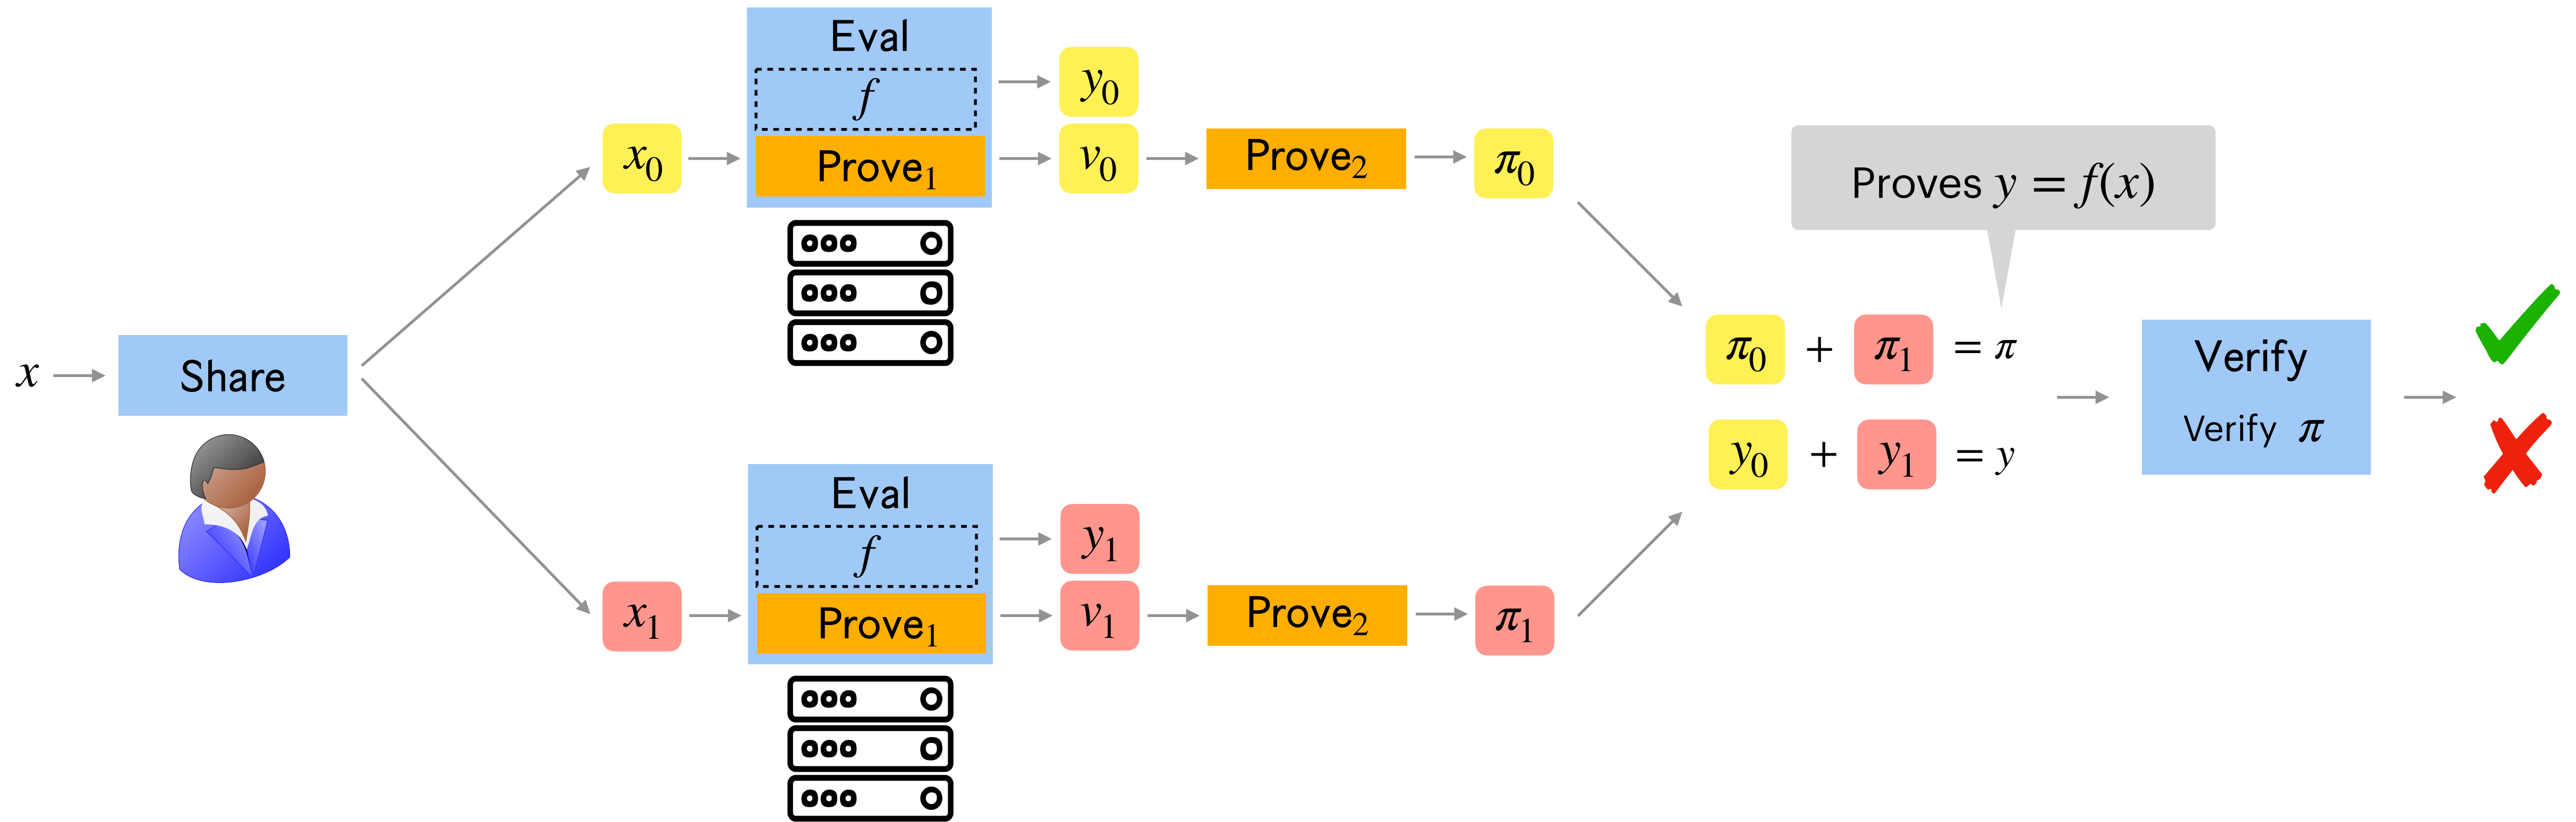 x
Share
x₀
Eval
f
Prove₁
y₀
v₀
Prove₂
π₀
x₁
Eval
f
Prove₁
y₁
v₁
Prove₂
π₁
Proves y = f(x)
π₀ + π₁ = π
y₀ + y₁ = y
Verify
Verify π